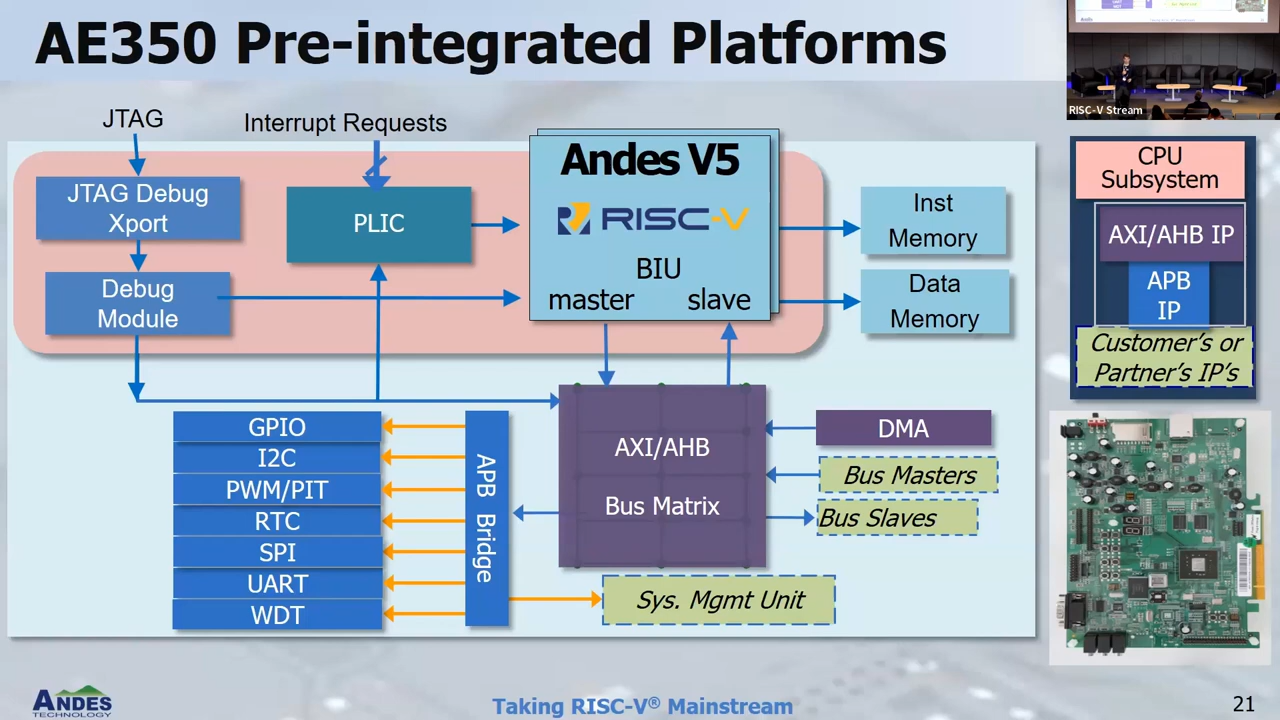 AE350 Pre-integrated Platforms
RISC-V Stream
JTAG
Interrupt Requests
JTAG Debug
Xport
Debug
Module
PLIC
Andes V5
RISC-V
BIU
master slave
Inst
Memory
Data
Memory
CPU
Subsystem
AXI/AHB IP
APB
IP
Customer's or
Partner's IP's
GPIO
I2C
PWM/PIT
RTC
SPI
UART
WDT
APB Bridge
AXI/AHB
Bus Matrix
DMA
Bus Masters
Bus Slaves
Sys. Mgmt Unit
ANDES
TECHNOLOGY
Taking RISC-V® Mainstream
21